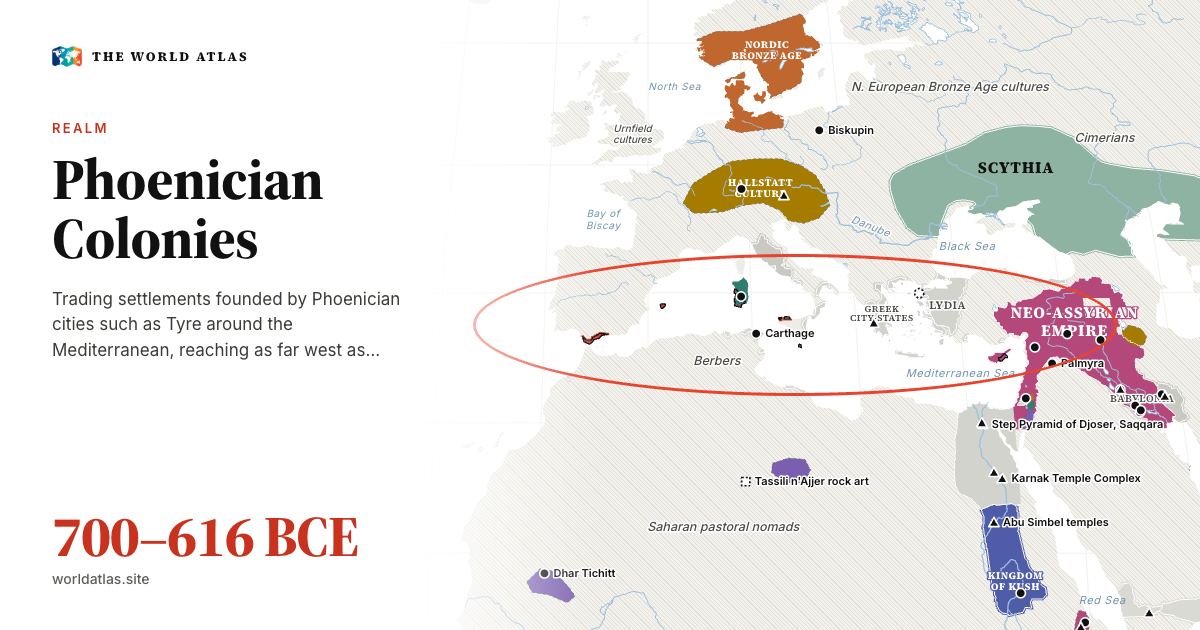 THE WORLD ATLAS
REALM
Phoenician
Colonies
Trading settlements founded by Phoenician
cities such as Tyre around the
Mediterranean, reaching as far west as...
700–616 BCE
worldatlas.site
NORDIC
BRONZE AGE
North Sea
N. European Bronze Age cultures
Urnfield
cultures
Biskupin
Cimerians
SCYTHIA
HALLSTATT
CULTURE
Bay of
Biscay
Danube
Black Sea
GREEK
CITY-STATES
LYDIA
NEO-ASSYRIAN
EMPIRE
Carthage
Berbers
Mediterranean Sea
Palmyra
BABYLONIA
Step Pyramid of Djoser, Saqqara
Karnak Temple Complex
Tassili n'Ajjer rock art
Saharan pastoral nomads
Abu Simbel temples
Dhar Tichitt
KINGDOM
OF KUSH
Red Sea